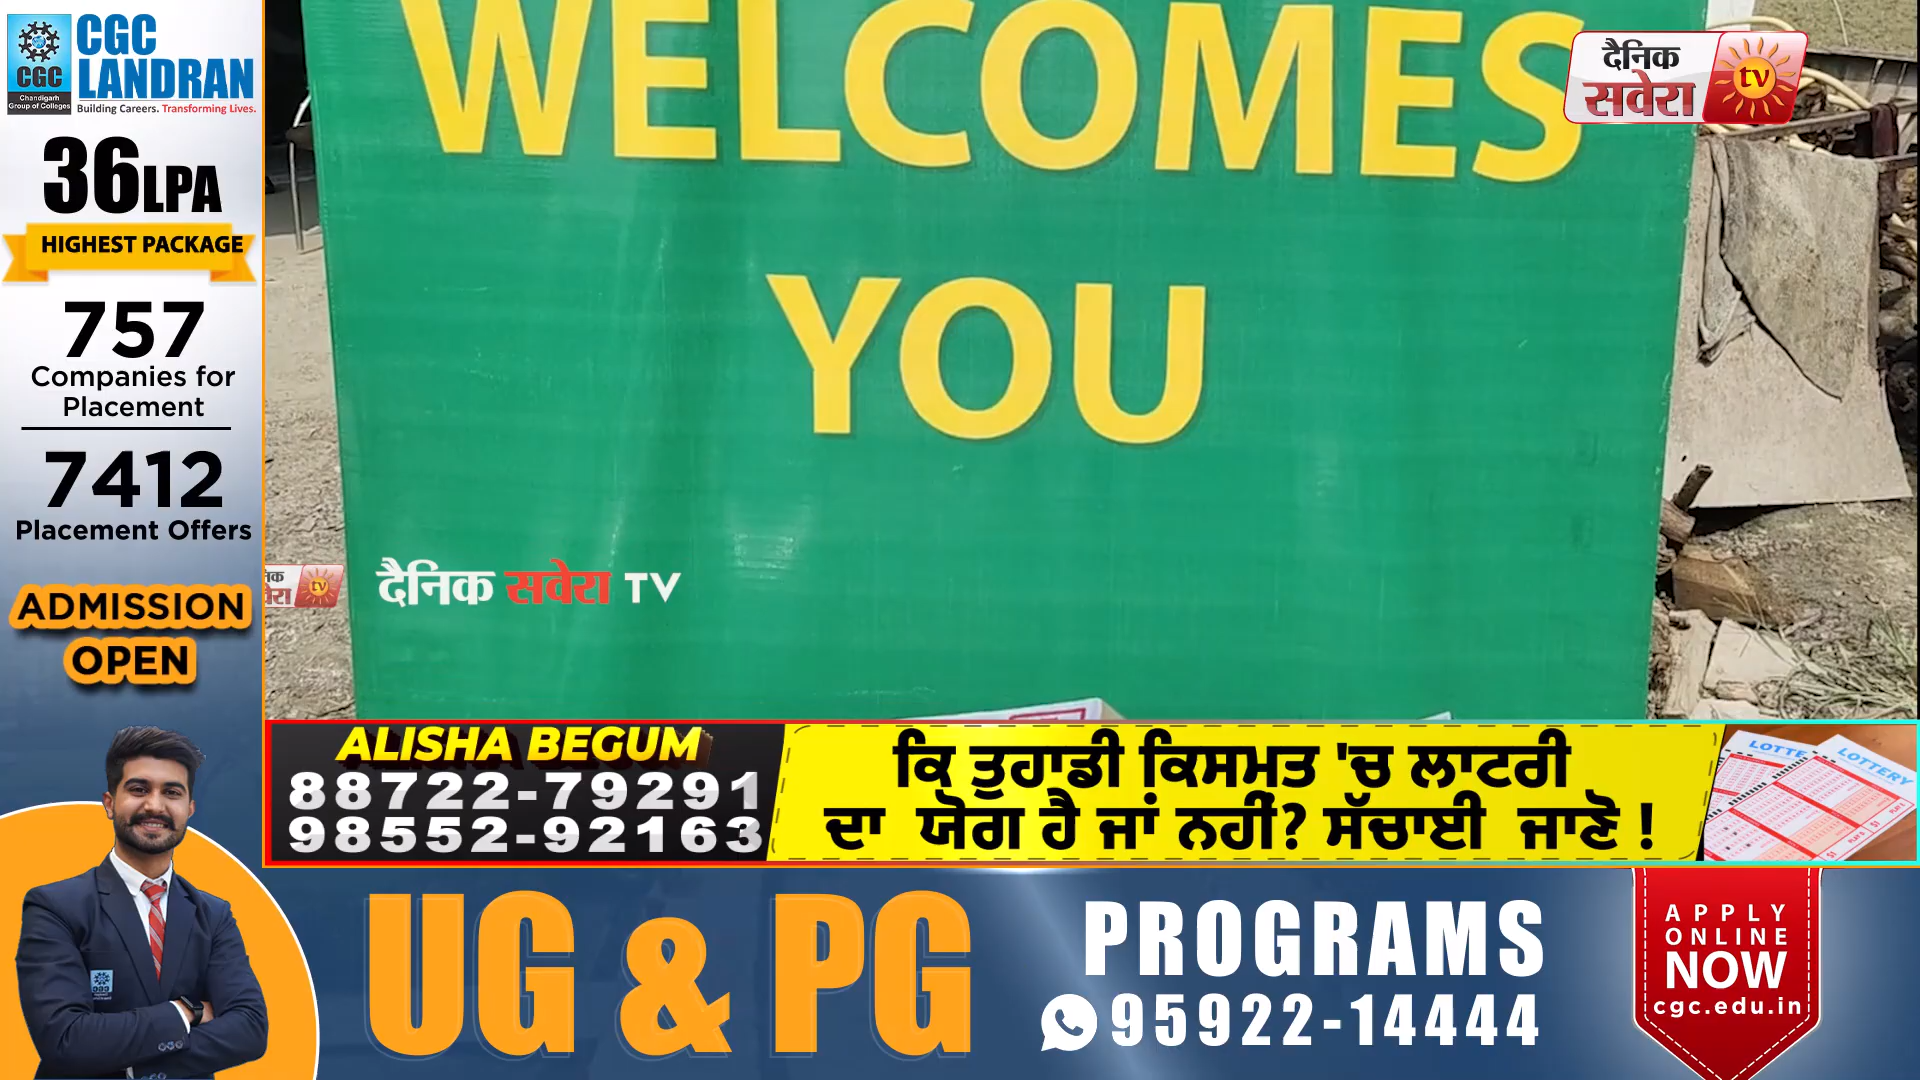 CGC
LANDRAN
CGC
Chandigarh
Group of Colleges
Building Careers. Transforming Lives.
36LPA
HIGHEST PACKAGE
757
Companies for
Placement
7412
Placement Offers
ADMISSION
OPEN
WELCOMES
YOU
दैनिक
सवेरा
tv
tv
दैनिक सवेरा TV
ALISHA BEGUM
88722-79291
98552-92163
ਕਿ ਤੁਹਾਡੀ ਕਿਸਮਤ 'ਚ ਲਾਟਰੀ
ਦਾ ਯੋਗ ਹੈ ਜਾਂ ਨਹੀਂ? ਸੱਚਾਈ ਜਾਣੋ !
LOTTE
LOTTERY
UG & PG
PROGRAMS
95922-14444
APPLY
ONLINE
NOW
cgc.edu.in